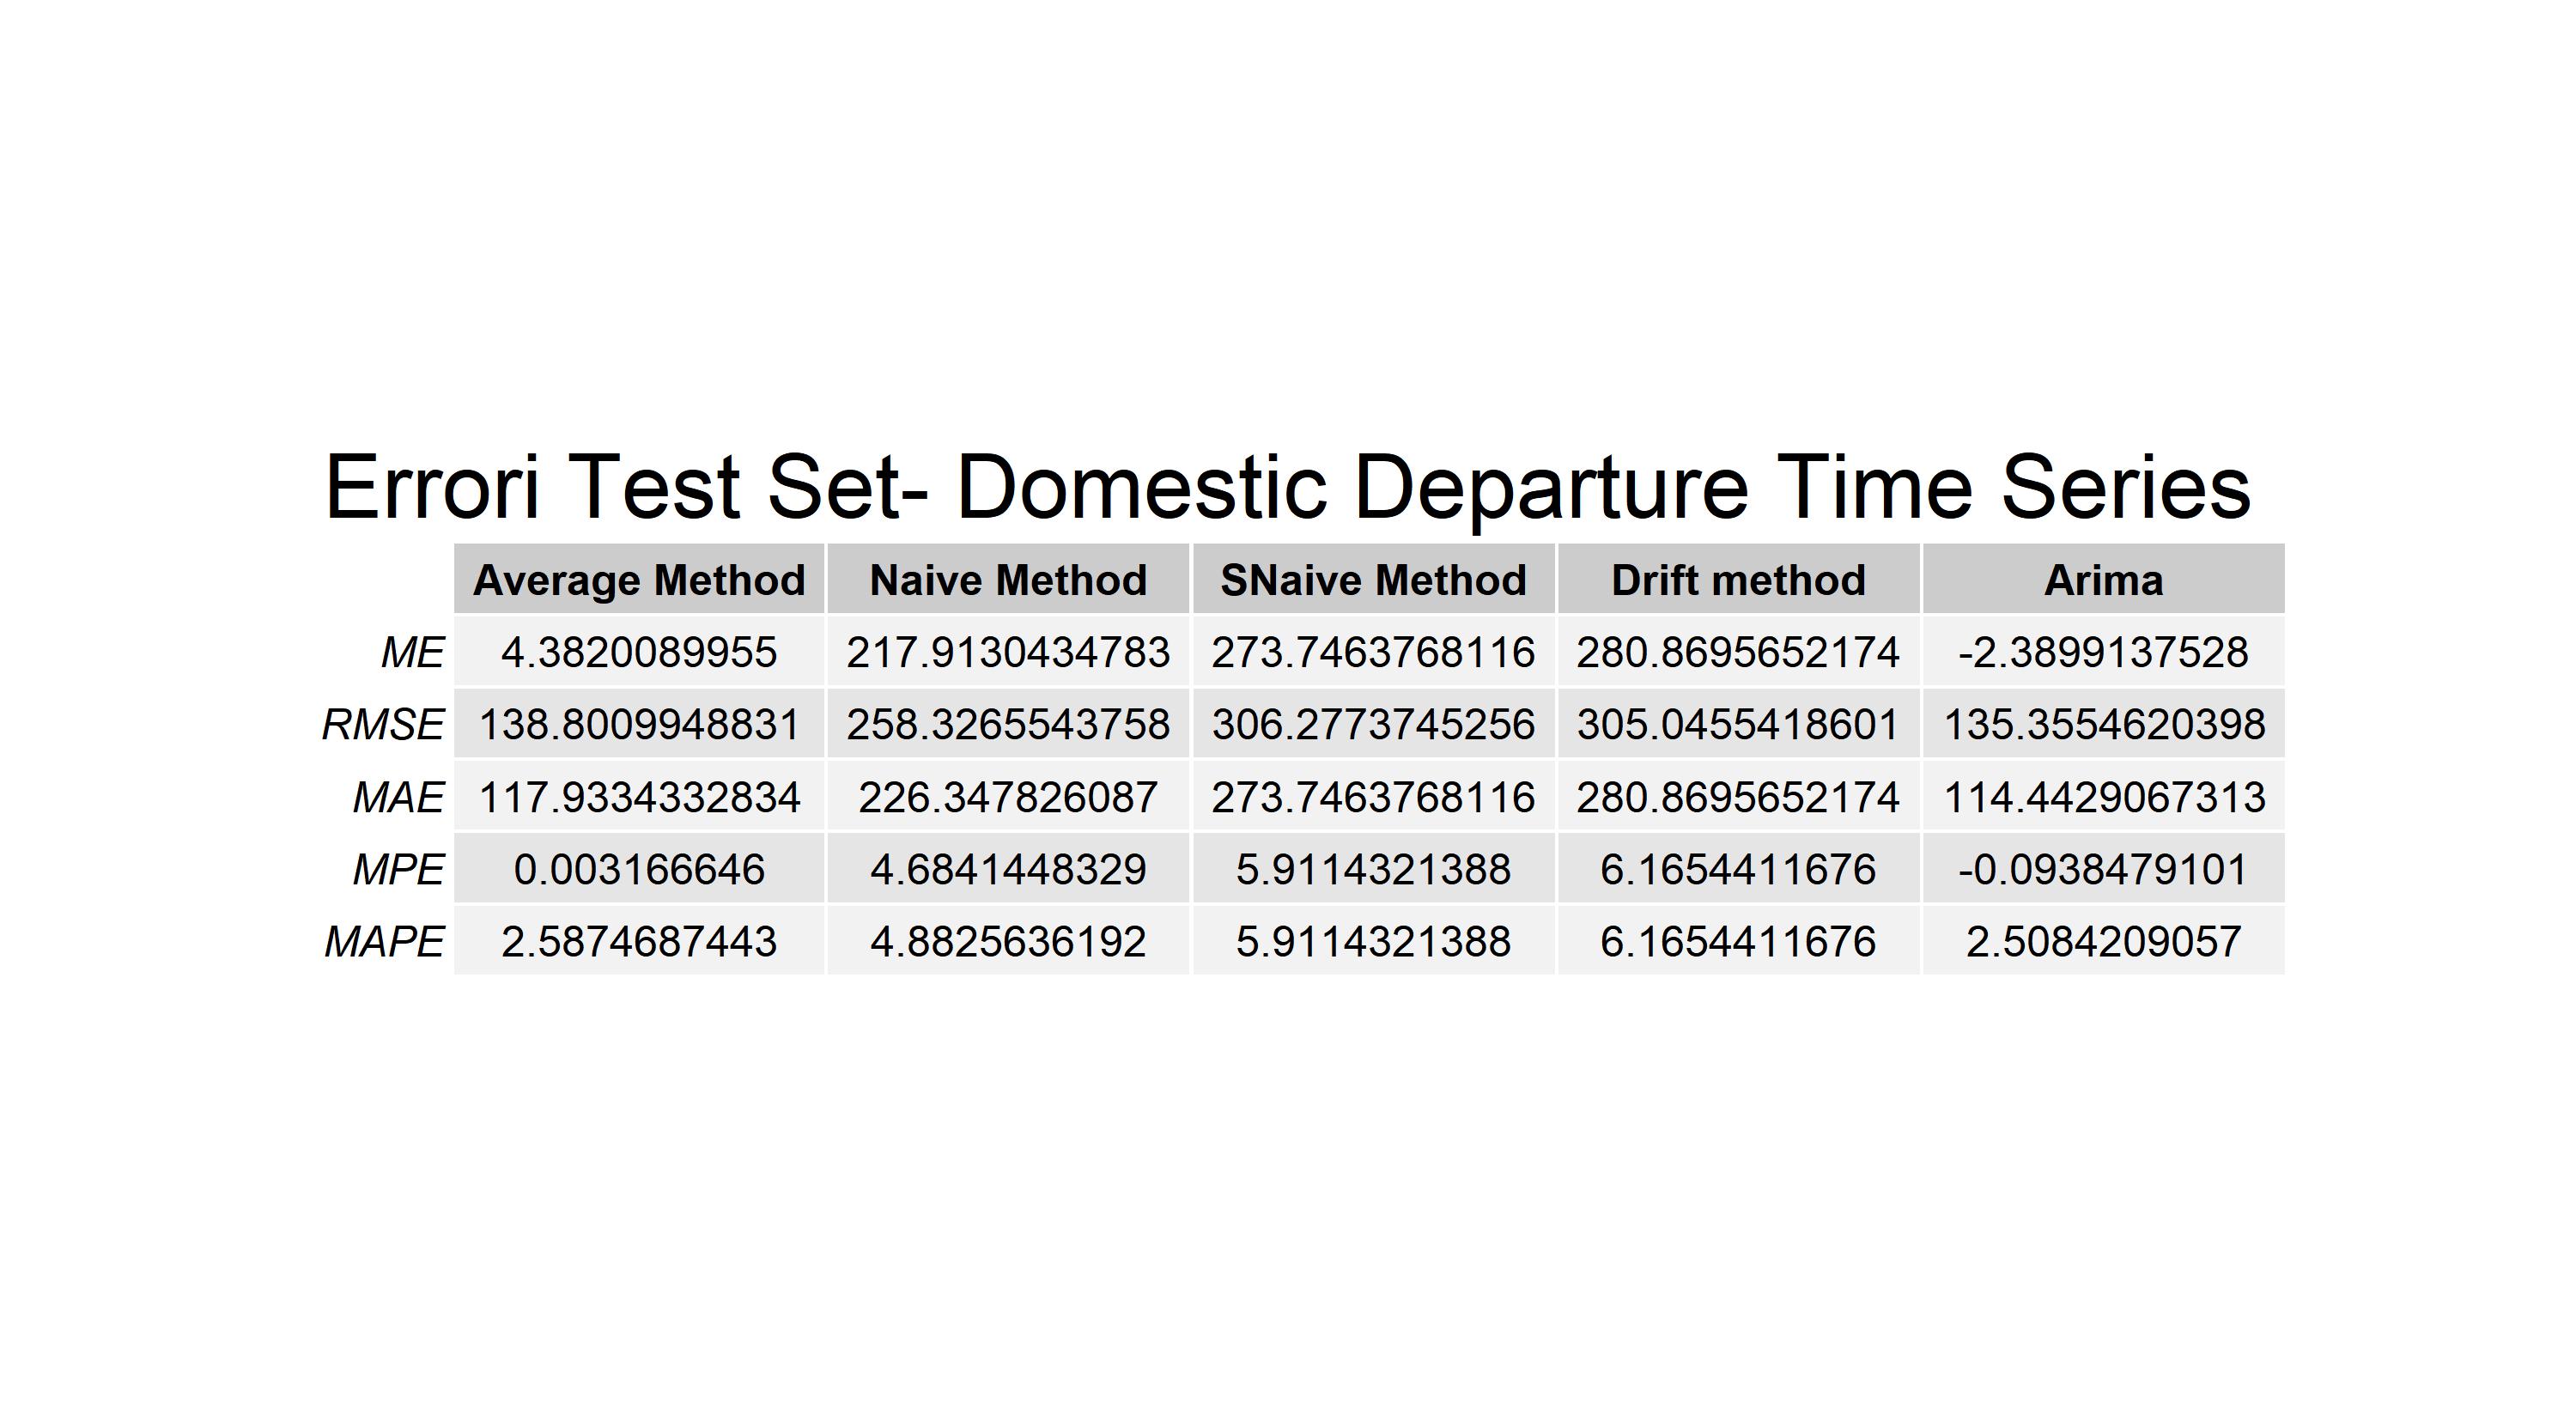 Errori Test Set- Domestic Departure Time Series
Average Method Naive Method SNaive Method Drift method Arima
ME 4.3820089955 217.9130434783 273.7463768116 280.8695652174 -2.3899137528
RMSE 138.8009948831 258.3265543758 306.2773745256 305.0455418601 135.3554620398
MAE 117.9334332834 226.347826087 273.7463768116 280.8695652174 114.4429067313
MPE 0.003166646 4.6841448329 5.9114321388 6.1654411676 -0.0938479101
MAPE 2.5874687443 4.8825636192 5.9114321388 6.1654411676 2.5084209057